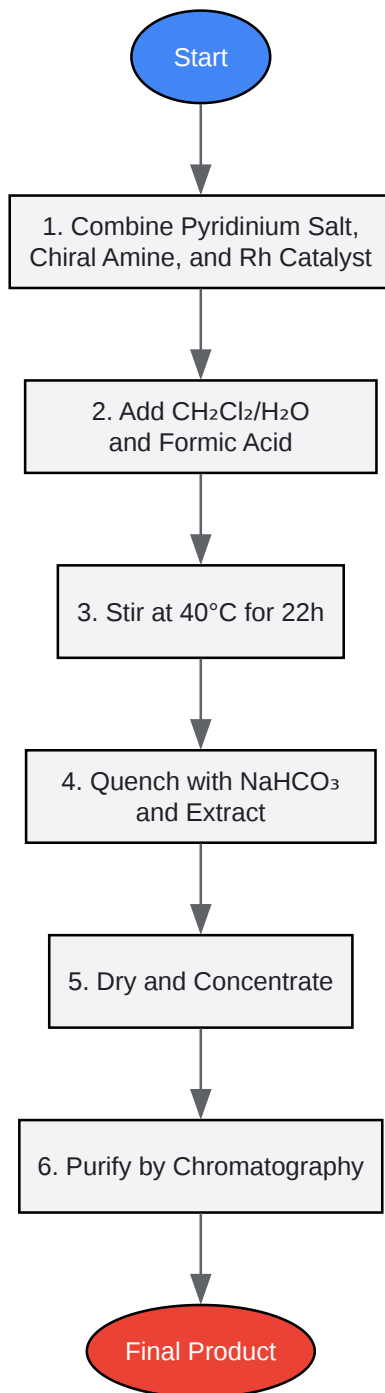 Start
1. Combine Pyridinium Salt,
Chiral Amine, and Rh Catalyst
2. Add CH₂Cl₂/H₂O
and Formic Acid
3. Stir at 40°C for 22h
4. Quench with NaHCO₃
and Extract
5. Dry and Concentrate
6. Purify by Chromatography
Final Product